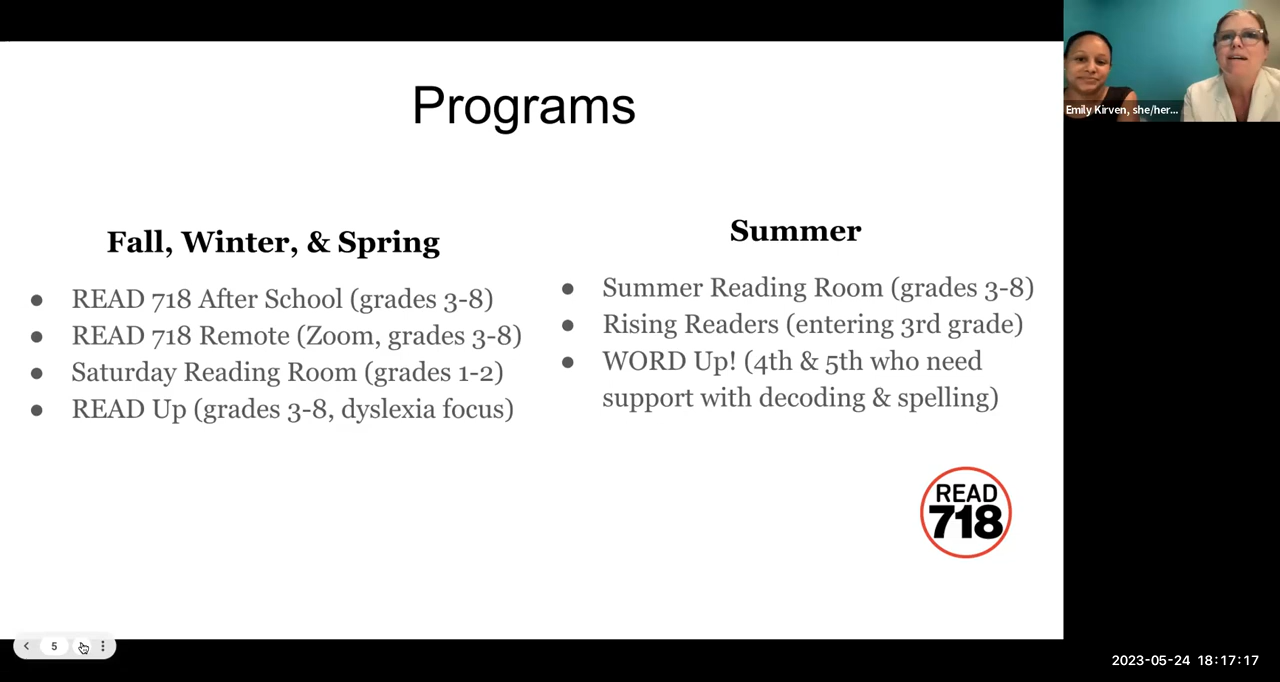 Programs
Fall, Winter, & Spring
● READ 718 After School (grades 3-8)
● READ 718 Remote (Zoom, grades 3-8)
● Saturday Reading Room (grades 1-2)
● READ Up (grades 3-8, dyslexia focus)
Summer
● Summer Reading Room (grades 3-8)
● Rising Readers (entering 3rd grade)
● WORD Up! (4th & 5th who need
support with decoding & spelling)
READ
718
Emily Kirven, she/her...
5
2023-05-24 18:17:17